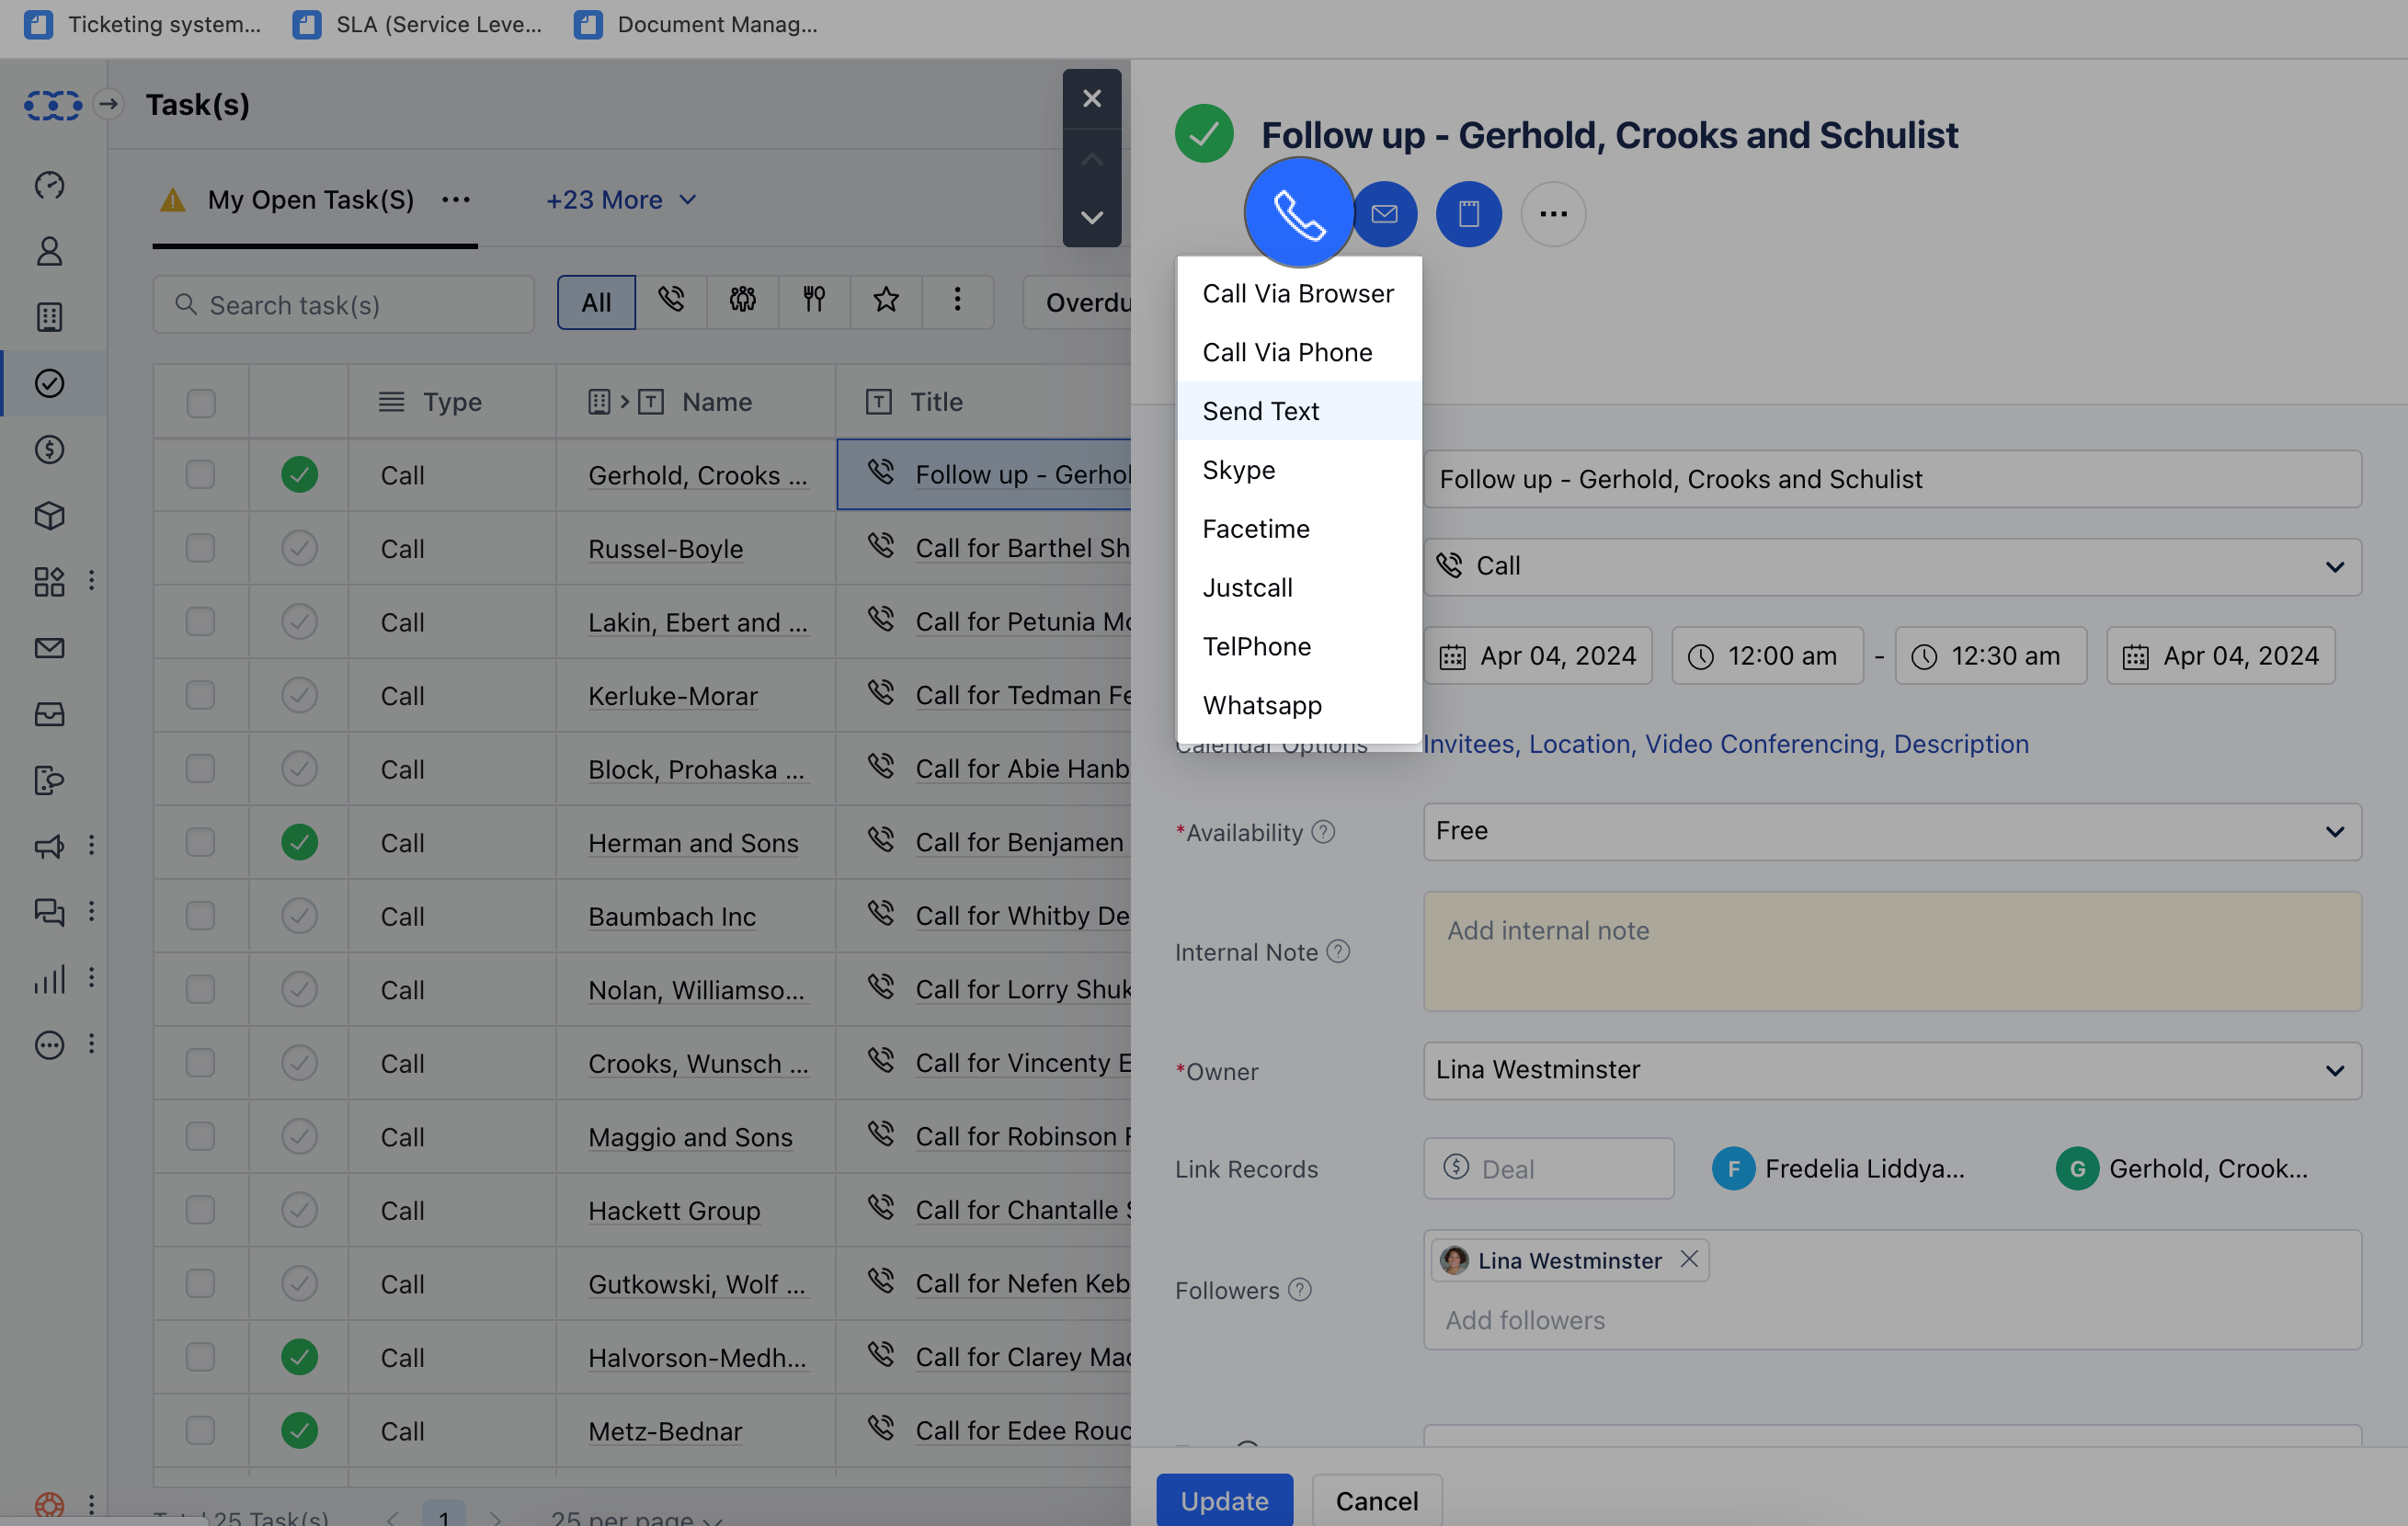 Ticketing system...
SLA (Service Leve...
Document Manag...
Task(s)
My Open Task(S)
+23 More
Search task(s)
All
Overdu
Type
Name
Title
Call
Gerhold, Crooks ...
Follow up - Gerhol
Call
Russel-Boyle
Call for Barthel Sh
Call
Lakin, Ebert and ...
Call for Petunia Mc
Call
Kerluke-Morar
Call for Tedman Fe
Call
Block, Prohaska ...
Call for Abie Hanb
Call
Herman and Sons
Call for Benjamen
Call
Baumbach Inc
Call for Whitby De
Call
Nolan, Williamso...
Call for Lorry Shuk
Call
Crooks, Wunsch ...
Call for Vincenty E
Call
Maggio and Sons
Call for Robinson F
Call
Hackett Group
Call for Chantalle S
Call
Gutkowski, Wolf ...
Call for Nefen Keb
Call
Halvorson-Medh...
Call for Clarey Mac
Call
Metz-Bednar
Call for Edee Rouc
25 Task(s)
1
25 per page
Follow up - Gerhold, Crooks and Schulist
Call Via Browser
Call Via Phone
Send Text
Skype
Facetime
Justcall
TelPhone
Whatsapp
Follow up - Gerhold, Crooks and Schulist
Call
Apr 04, 2024
12:00 am
-
12:30 am
Apr 04, 2024
Calendar Options
Invitees, Location, Video Conferencing, Description
*Availability
Free
Internal Note
Add internal note
*Owner
Lina Westminster
Link Records
Deal
F
Fredelia Liddya...
G
Gerhold, Crook...
Followers
Lina Westminster
Add followers
Update
Cancel